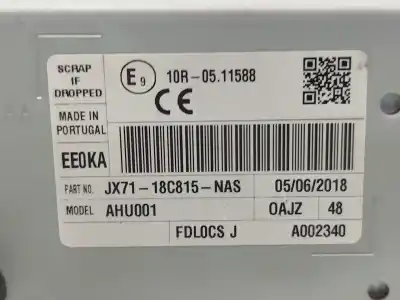 SCRAP
IF
DROPPED
E9
10R-05.11588
CE
MADE IN
PORTUGAL
EE0KA
PART NO. JX71-18C815-NAS 05/06/2018
MODEL AHU001 OAJZ 48
FDLOCS J A002340